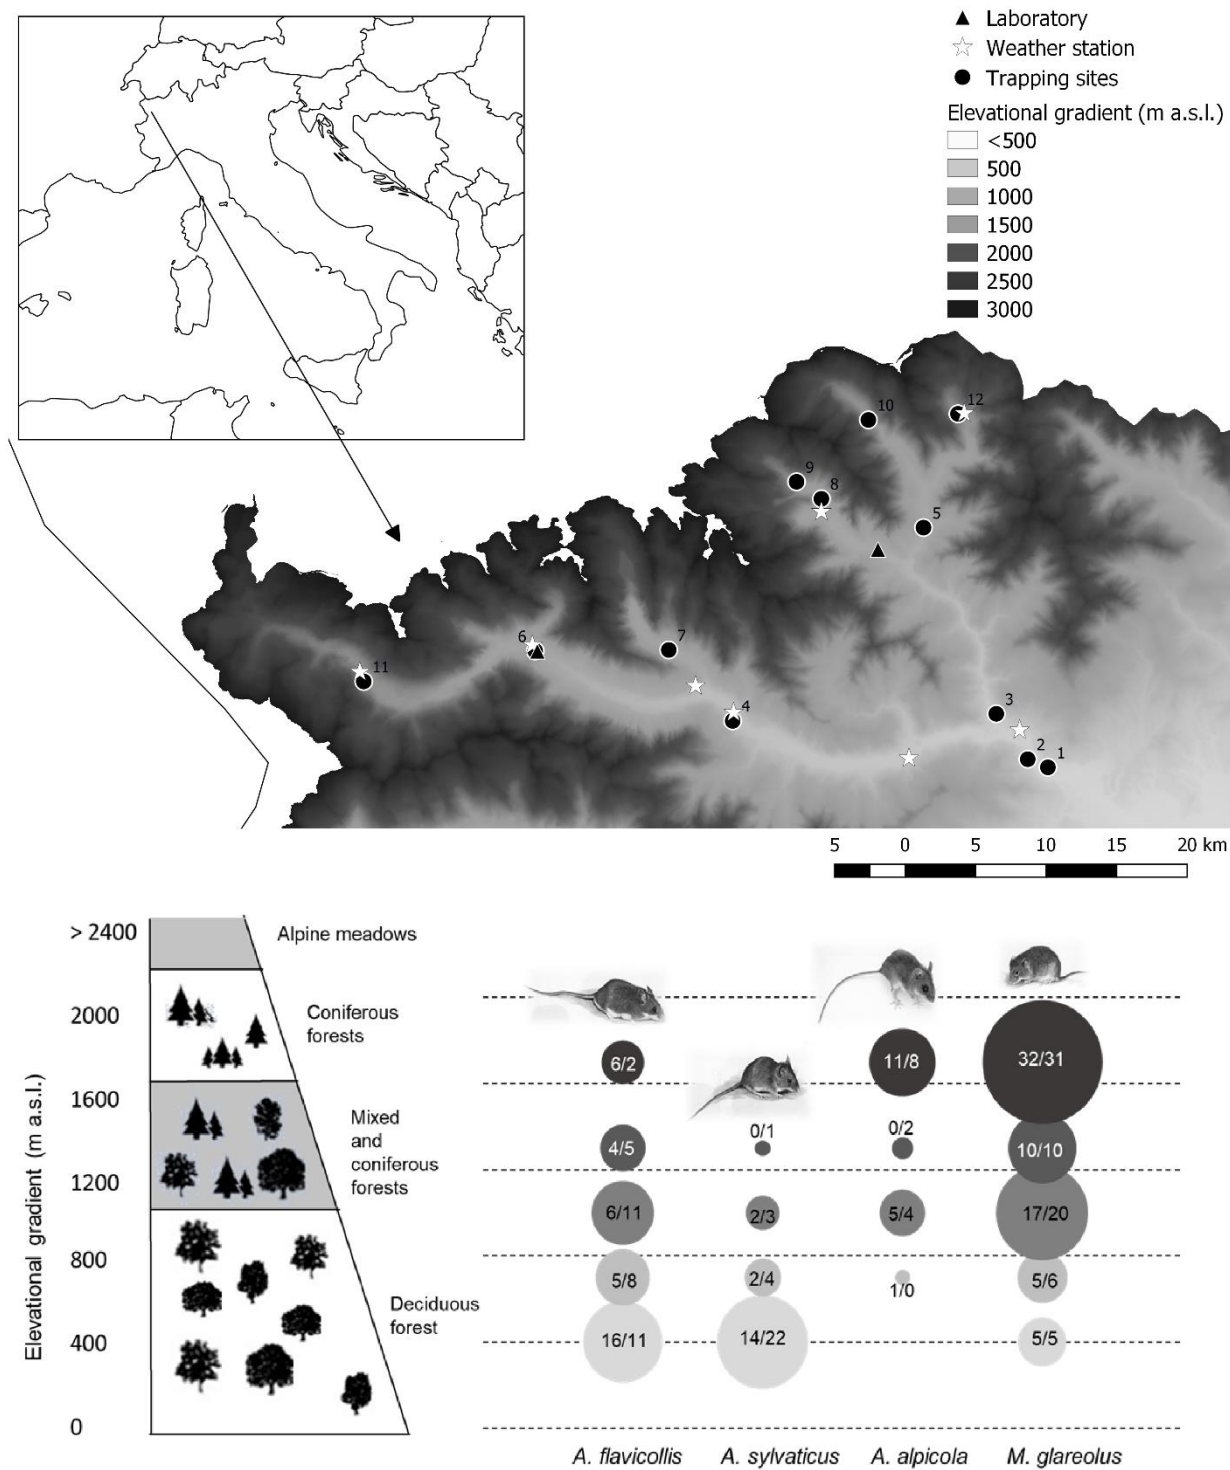 Laboratory
Weather station
Trapping sites
Elevational gradient (m a.s.l.)
<500
500
1000
1500
2000
2500
3000
10
12
9
8
5
6
7
11
4
3
2
1
5 0 5 10 15 20 km
Elevational gradient (m a.s.l.)
> 2400
2000
1600
1200
800
400
0
Alpine meadows
Coniferous
forests
Mixed
and
coniferous
forests
Deciduous
forest
6/2 11/8 32/31
4/5 0/1 0/2 10/10
6/11 2/3 5/4 17/20
5/8 2/4 1/0 5/6
16/11 14/22 5/5
A. flavicollis A. sylvaticus A. alpicola M. glareolus